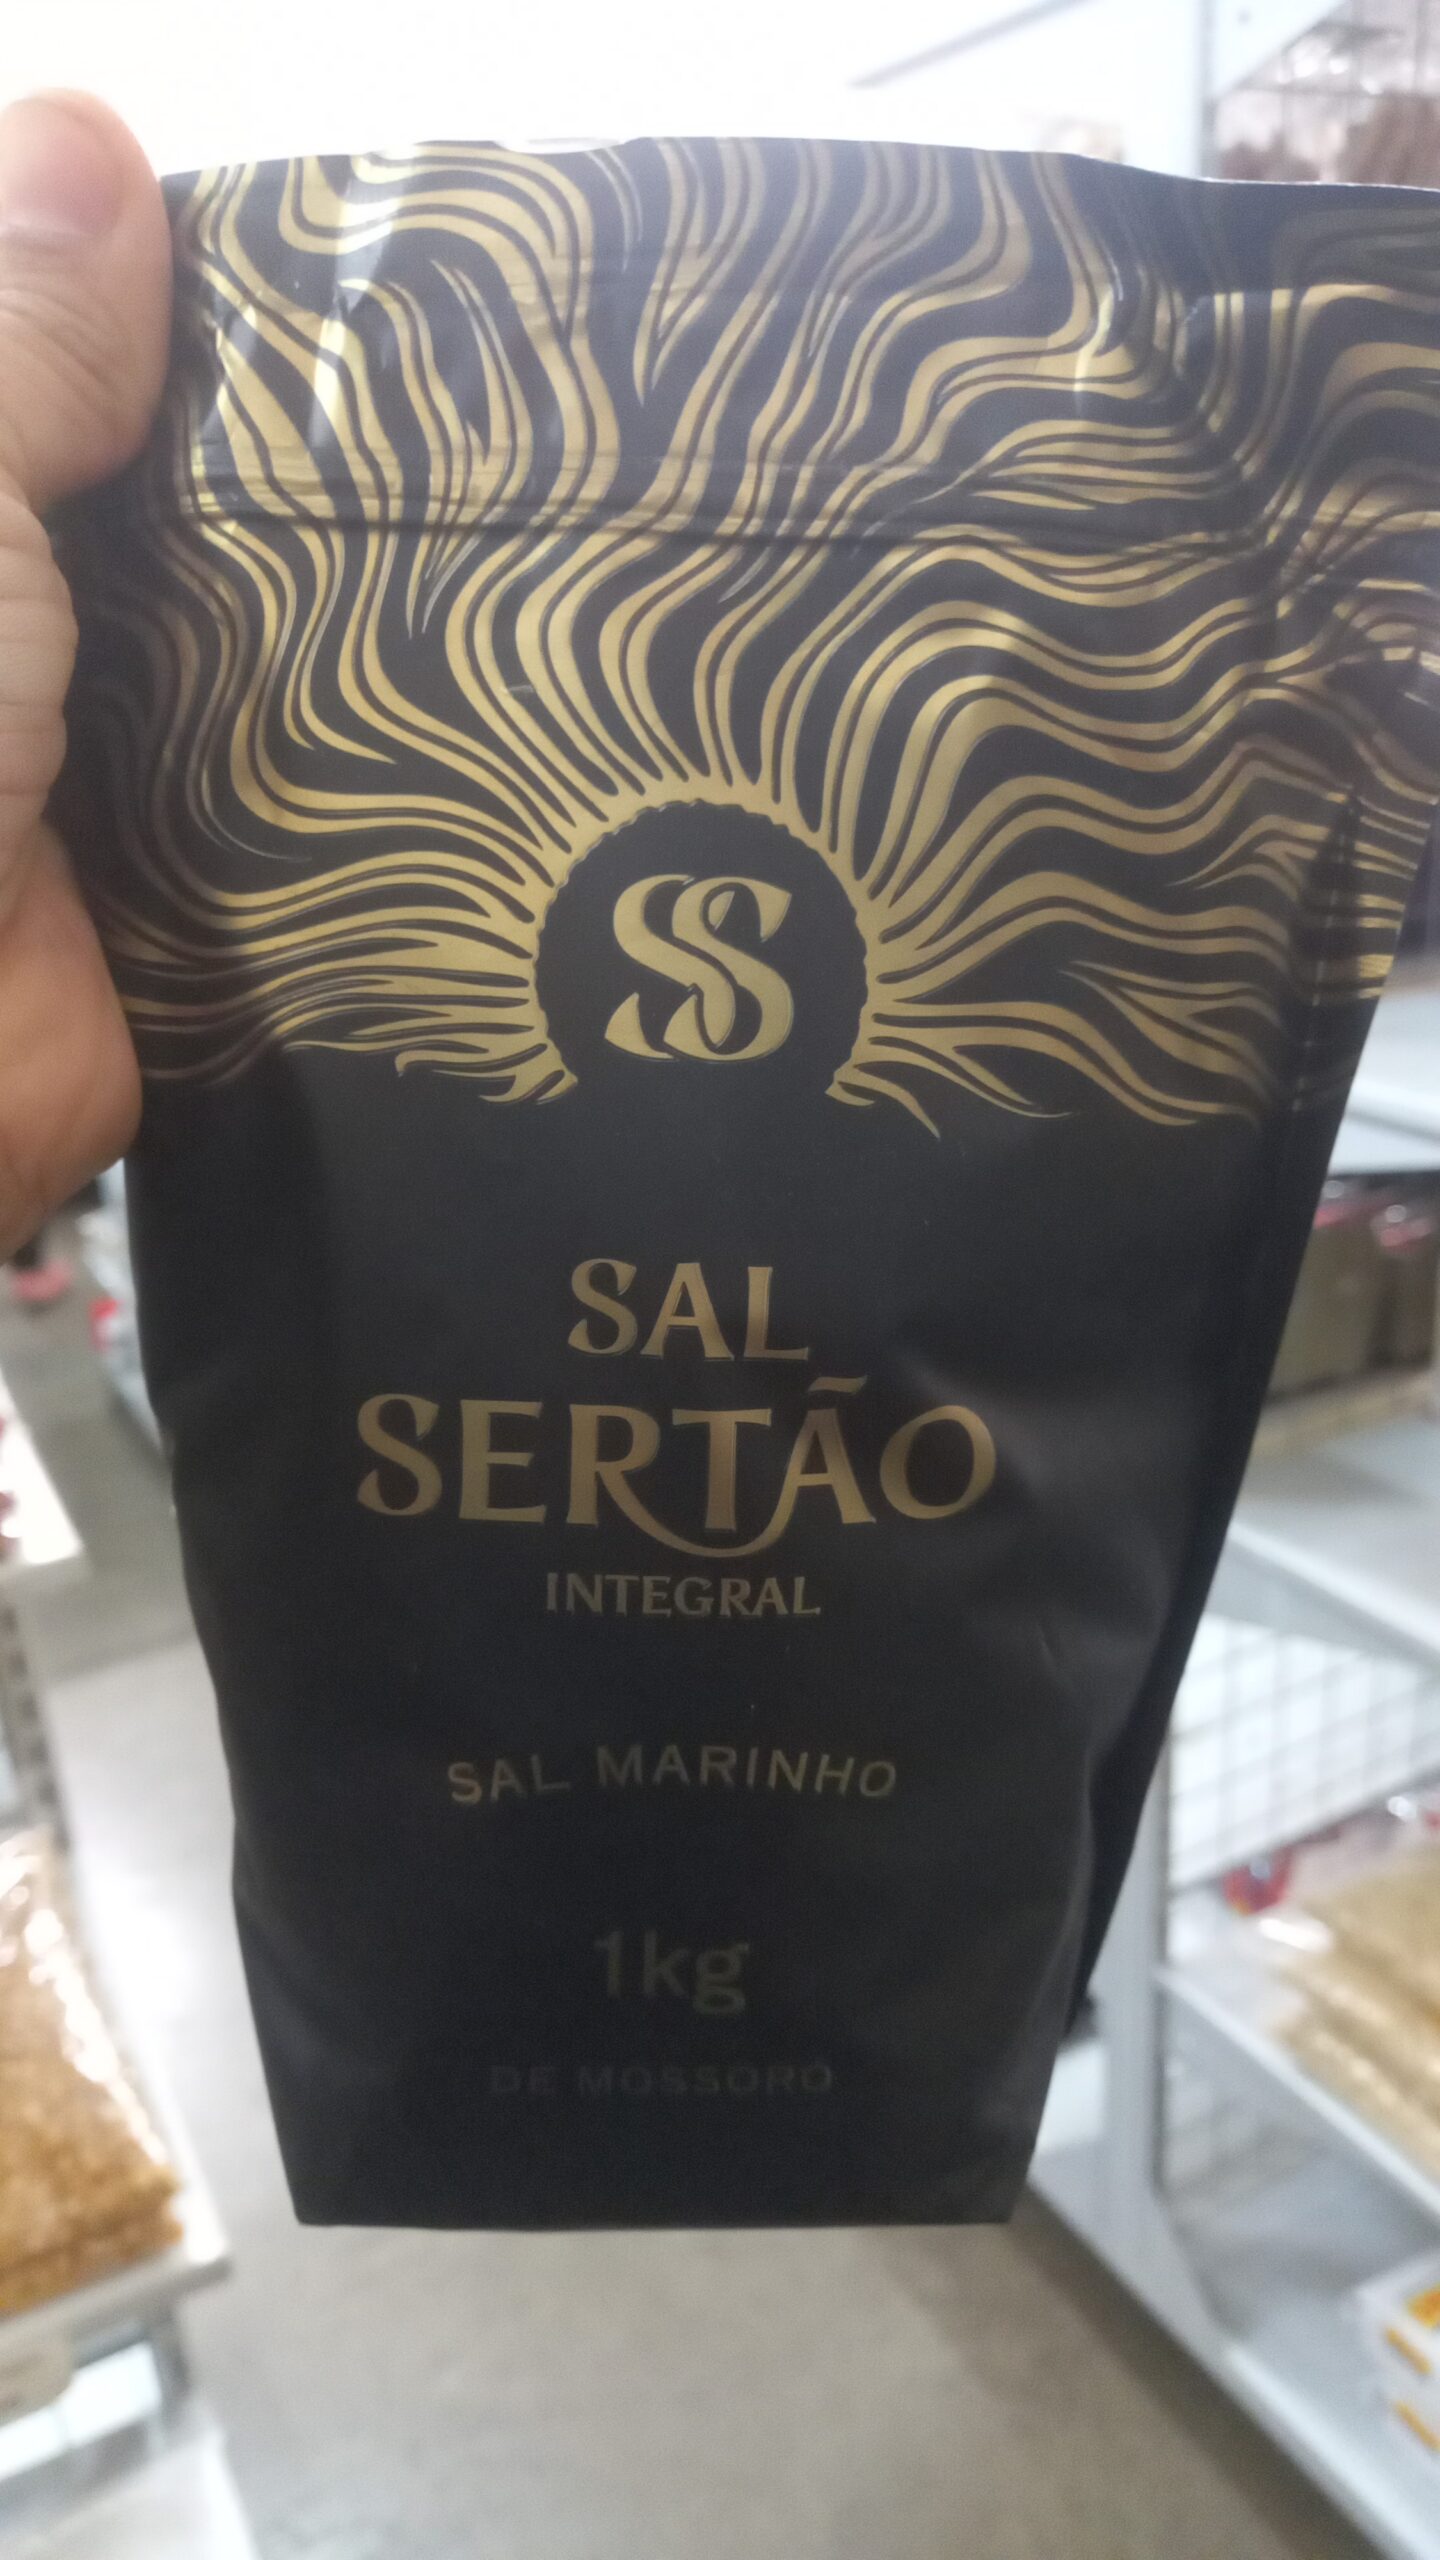 SS
SAL
SERTÃO
INTEGRAL
SAL MARINHO
1kg
DE MOSSORÓ